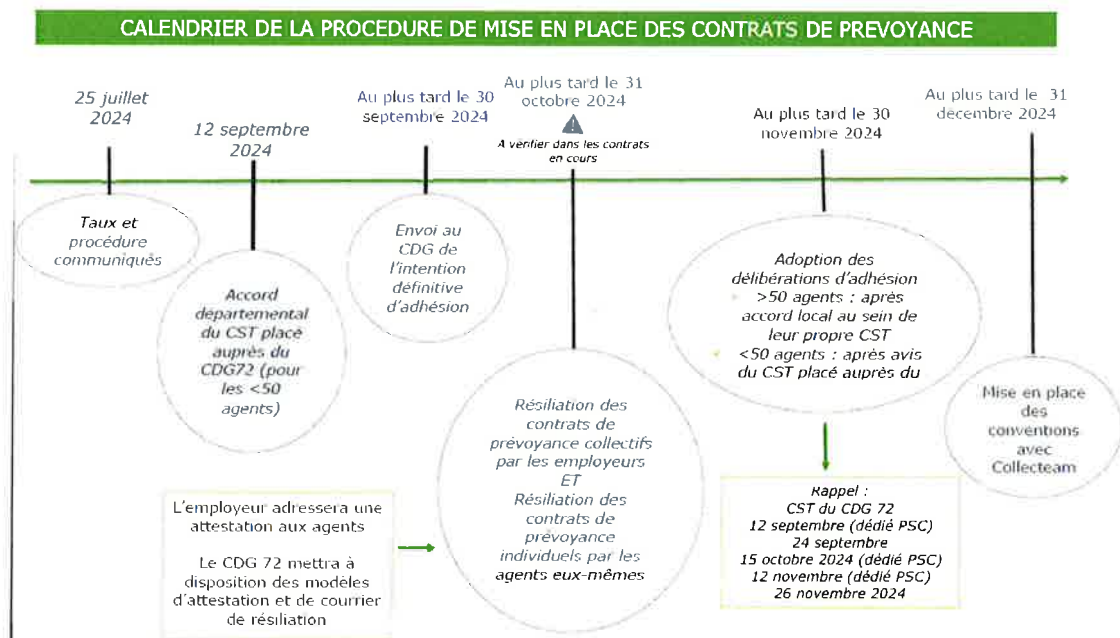 CALENDRIER DE LA PROCEDURE DE MISE EN PLACE DES CONTRATS DE PREVOYANCE
25 juillet
2024
Taux et
procédure
communiqués
12 septembre
2024
Accord
départemental
du CST placé
auprès du
CDG72 (pour
les <50
agents)
Au plus tard le 30
septembre 2024
Envoi au
CDG de
l'intention
définitive
d'adhésion
Au plus tard le 31
octobre 2024
A vérifier dans les contrats
en cours
Résiliation des
contrats de
prévoyance collectifs
par les employeurs
ET
Résiliation des
contrats de
prévoyance
individuels par les
agents eux-mêmes
L'employeur adressera une
attestation aux agents
Le CDG 72 mettra à
disposition des modèles
d'attestation et de courrier
de résiliation
Au plus tard le 30
novembre 2024
Adoption des
délibérations d'adhésion
>50 agents : après
accord local au sein de
leur propre CST
<50 agents : après avis
du CST placé auprès du
Rappel :
CST du CDG 72
12 septembre (dédié PSC)
24 septembre
15 octobre 2024 (dédié PSC)
12 novembre (dédié PSC)
26 novembre 2024
Au plus tard le 31
décembre 2024
Mise en place
des
conventions
avec
Collecteam